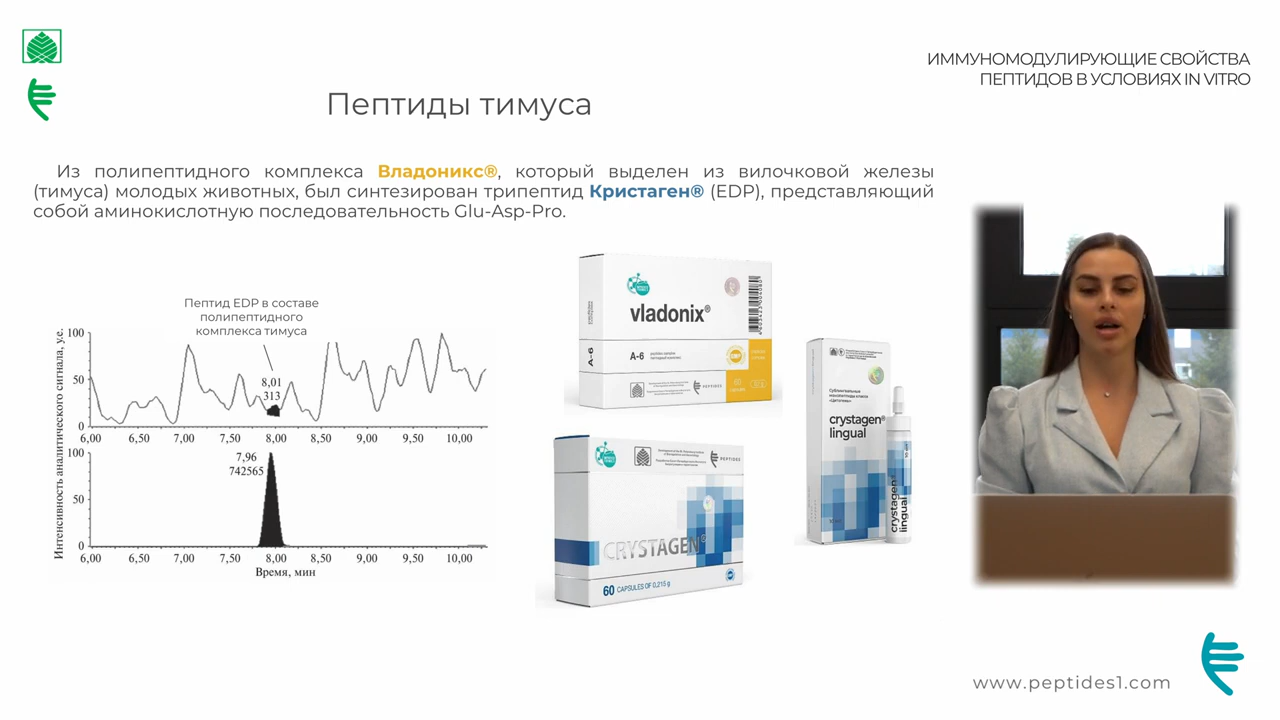 ИММУНОМОДУЛИРУЮЩИЕ СВОЙСТВА
ПЕПТИДОВ В УСЛОВИЯХ IN VITRO
Пептиды тимуса
Из полипептидного комплекса Владоникс®, который выделен из вилочковой железы
(тимуса) молодых животных, был синтезирован трипептид Кристаген® (EDP), представляющий
собой аминокислотную последовательность Glu-Asp-Pro.
Пептид EDP в составе
полипептидного
комплекса тимуса
Интенсивность аналитического сигнала, у.е.
100
50
0
8,01
313
6,00 6,50 7,00 7,50 8,00 8,50 9,00 9,50 10,00
100
50
0
7,96
742565
6,00 6,50 7,00 7,50 8,00 8,50 9,00 9,50 10,00
Время, мин
vladonix®
A-6
A-6
PEPTIDES
CRYSTAGEN®
60 CAPSULES OF 0,215 g
PEPTIDES
crystagen®
lingual
crystagen®
lingual
www.peptides1.com